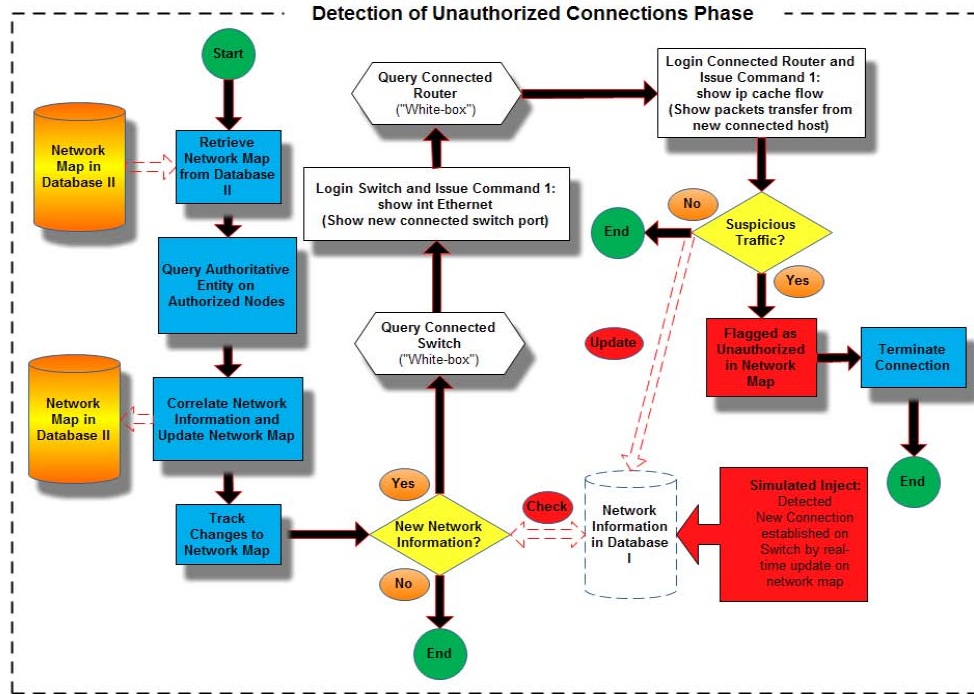 Detection of Unauthorized Connections Phase
Start
Network
Map in
Database II
Retrieve
Network Map
from Database
II
Query Authoritative
Entity on
Authorized Nodes
Network
Map in
Database II
Correlate Network
Information and
Update Network Map
Track
Changes to
Network Map
Query Connected
Router
("White-box")
Login Switch and Issue Command 1:
show int Ethernet
(Show new connected switch port)
Query Connected
Switch
("White-box")
Yes
New Network
Information?
No
End
Login Connected Router and
Issue Command 1:
show ip cache flow
(Show packets transfer from
new connected host)
No
End
Suspicious
Traffic?
Yes
Update
Flagged as
Unauthorized
in Network
Map
Terminate
Connection
End
Check
Network
Information
in Database
I
Simulated Inject:
Detected
New Connection
established on
Switch by real-
time update on
network map